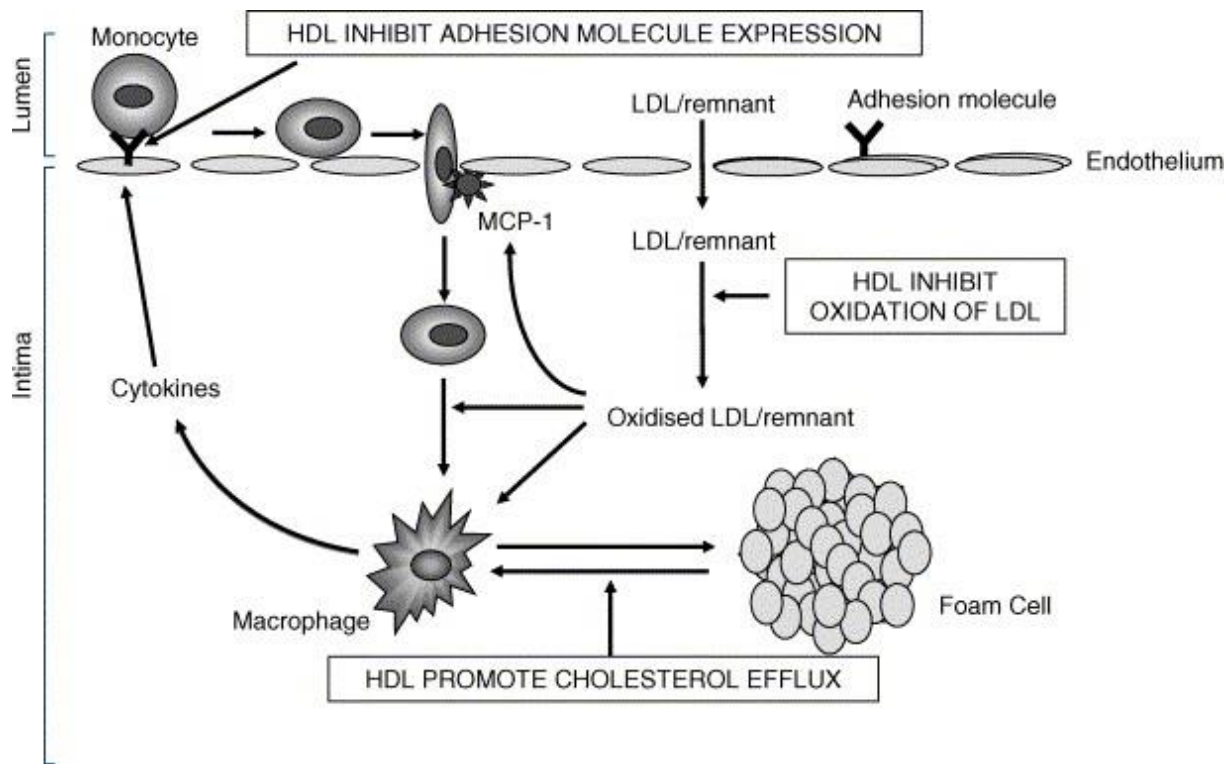 HDL INHIBIT ADHESION MOLECULE EXPRESSION
Monocyte
Lumen
LDL/remnant
Adhesion molecule
Endothelium
MCP-1
LDL/remnant
HDL INHIBIT
OXIDATION OF LDL
Intima
Cytokines
Oxidised LDL/remnant
Macrophage
Foam Cell
HDL PROMOTE CHOLESTEROL EFFLUX